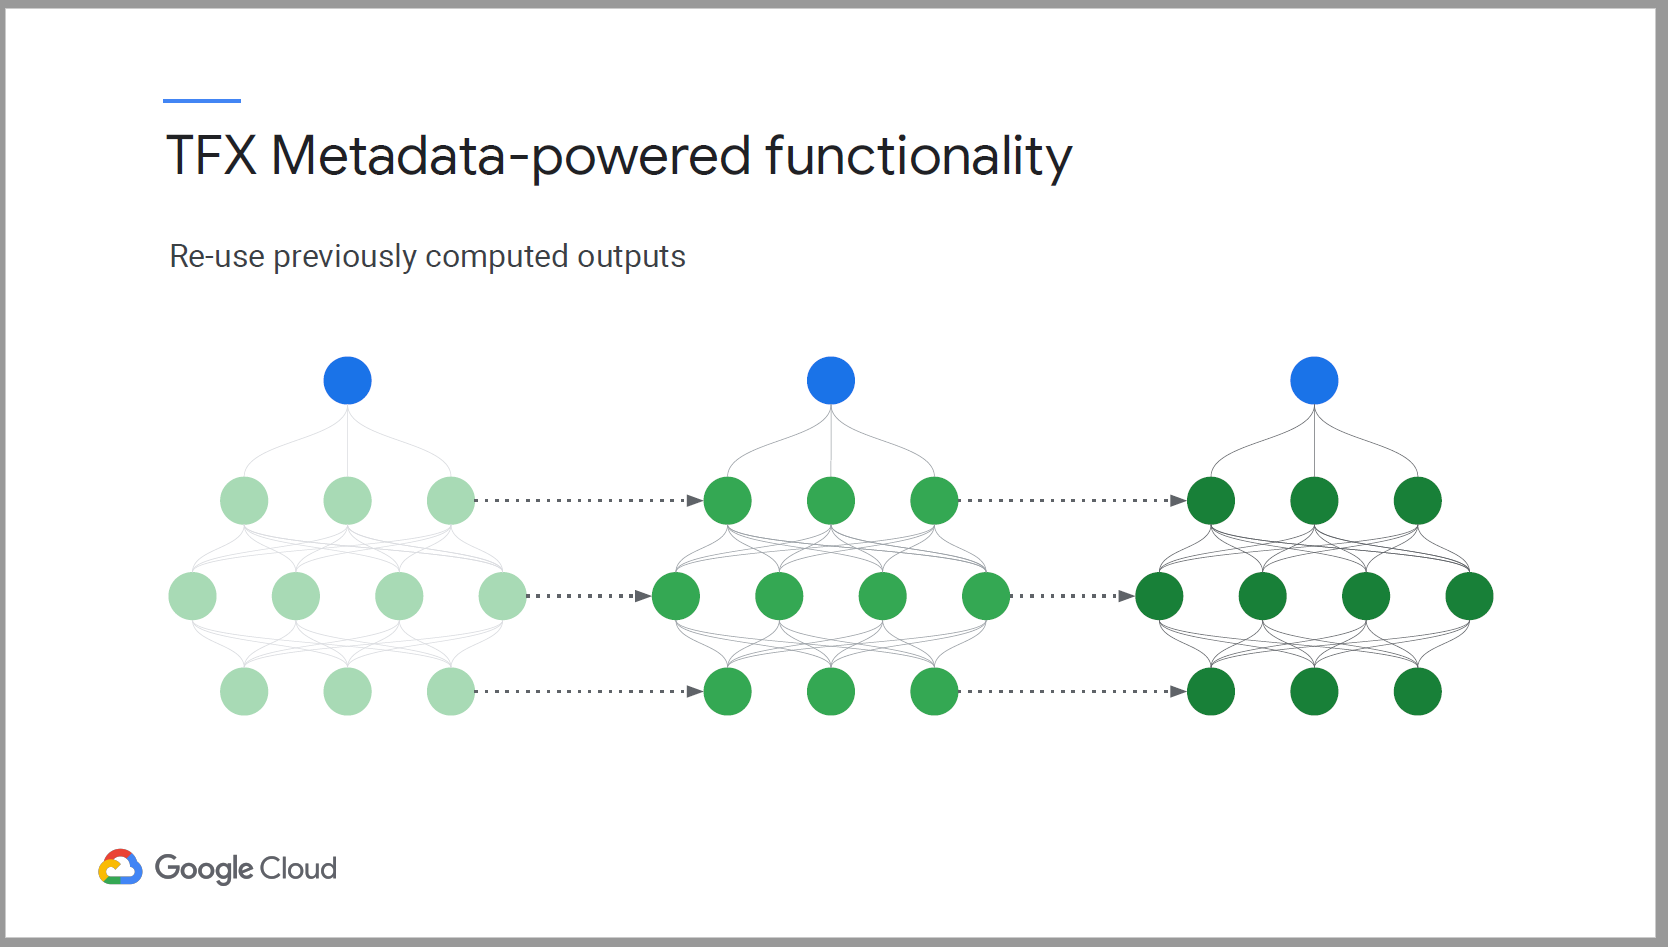 TFX Metadata-powered functionality
Re-use previously computed outputs
Google Cloud